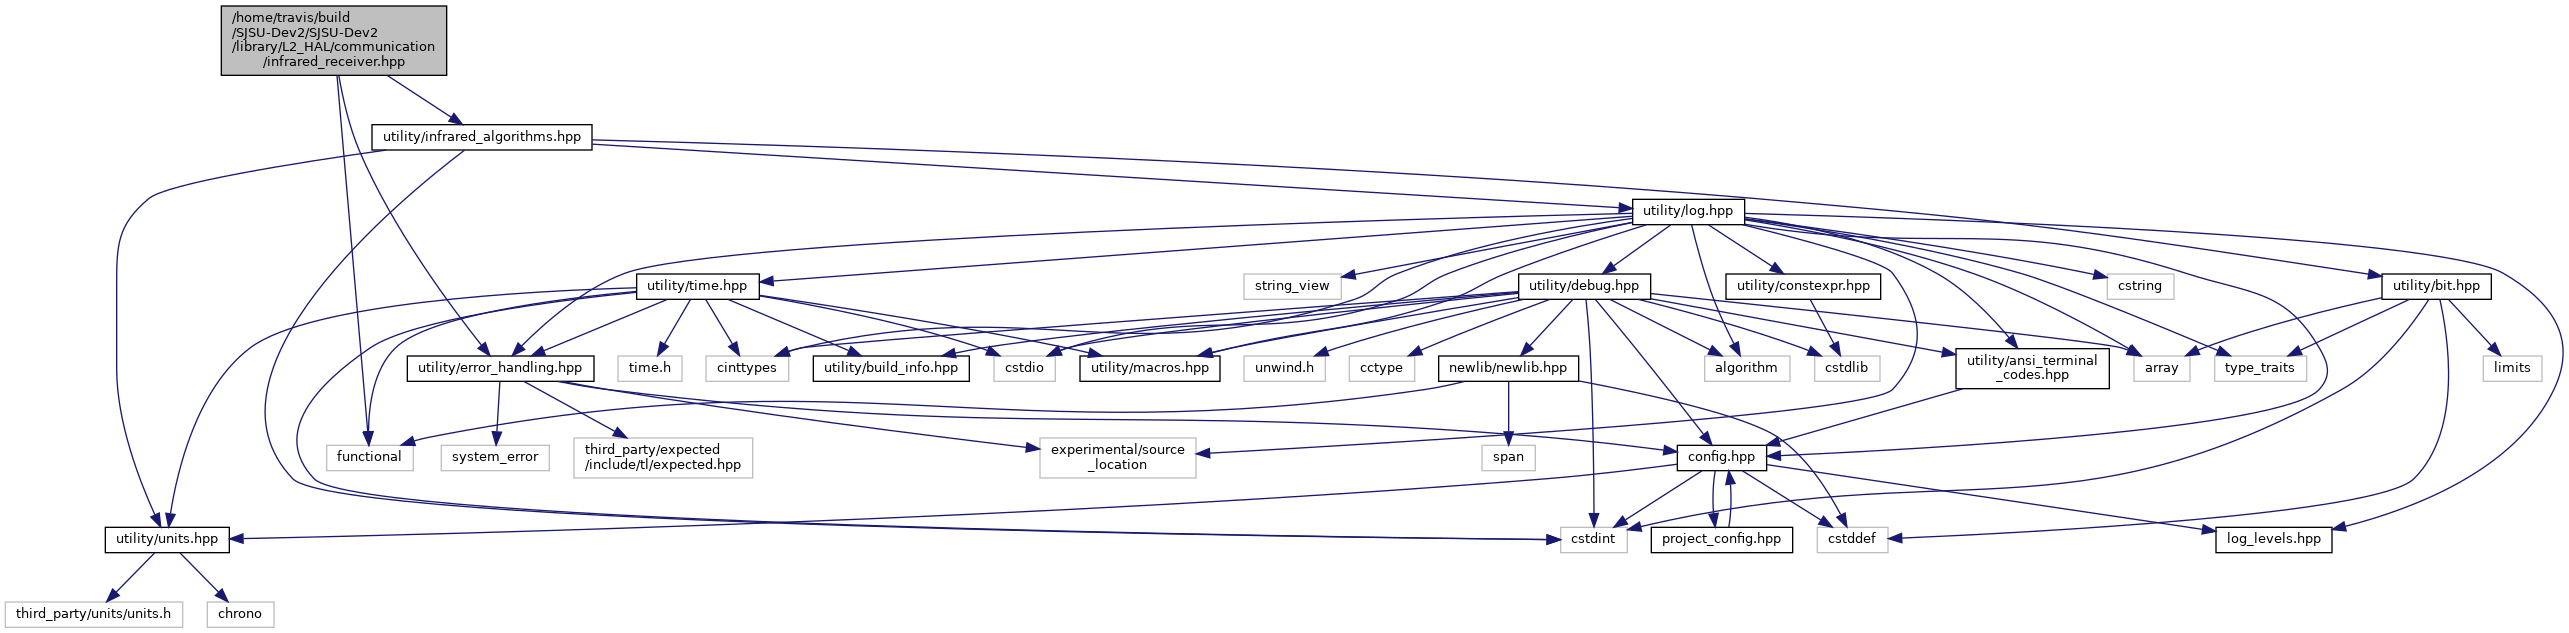 /home/travis/build
/SJSU-Dev2/SJSU-Dev2
/library/L2_HAL/communication
/infrared_receiver.hpp
utility/infrared_algorithms.hpp
utility/log.hpp
string_view
utility/time.hpp
utility/debug.hpp
utility/constexpr.hpp
cstring
utility/bit.hpp
utility/error_handling.hpp
time.h
cinttypes
utility/build_info.hpp
cstdio
utility/macros.hpp
unwind.h
cctype
newlib/newlib.hpp
algorithm
cstdlib
utility/ansi_terminal
_codes.hpp
array
type_traits
limits
functional
system_error
third_party/expected
/include/tl/expected.hpp
experimental/source
_location
span
config.hpp
utility/units.hpp
cstdint
project_config.hpp
cstddef
log_levels.hpp
third_party/units/units.h
chrono